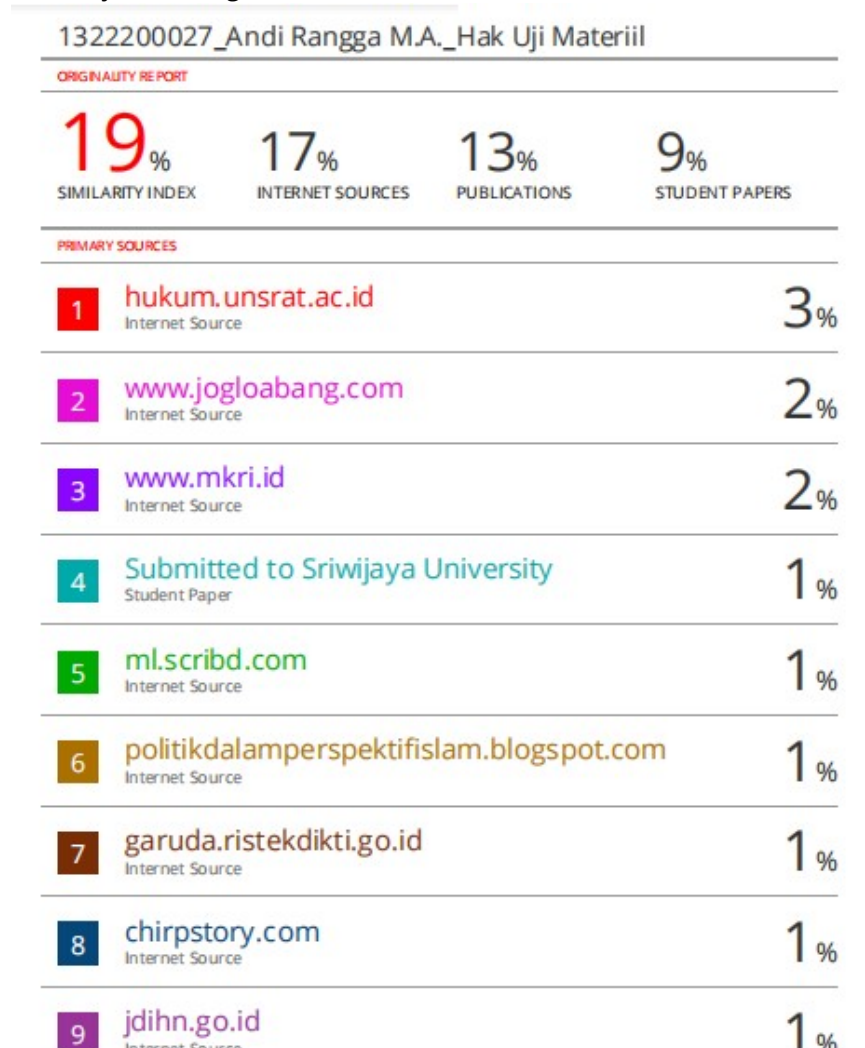 1322200027_Andi Rangga M.A._Hak Uji Materiil
ORIGINALITY REPORT
19% 17% 13% 9%
SIMILARITY INDEX INTERNET SOURCES PUBLICATIONS STUDENT PAPERS
PRIMARY SOURCES
1 hukum.unsrat.ac.id 3%
Internet Source
2 www.jogloabang.com 2%
Internet Source
3 www.mkri.id 2%
Internet Source
4 Submitted to Sriwijaya University 1%
Student Paper
5 ml.scribd.com 1%
Internet Source
6 politikdalamperspektifislam.blogspot.com 1%
Internet Source
7 garuda.ristekdikti.go.id 1%
Internet Source
8 chirpstory.com 1%
Internet Source
9 jdihn.go.id 1%
Internet Source